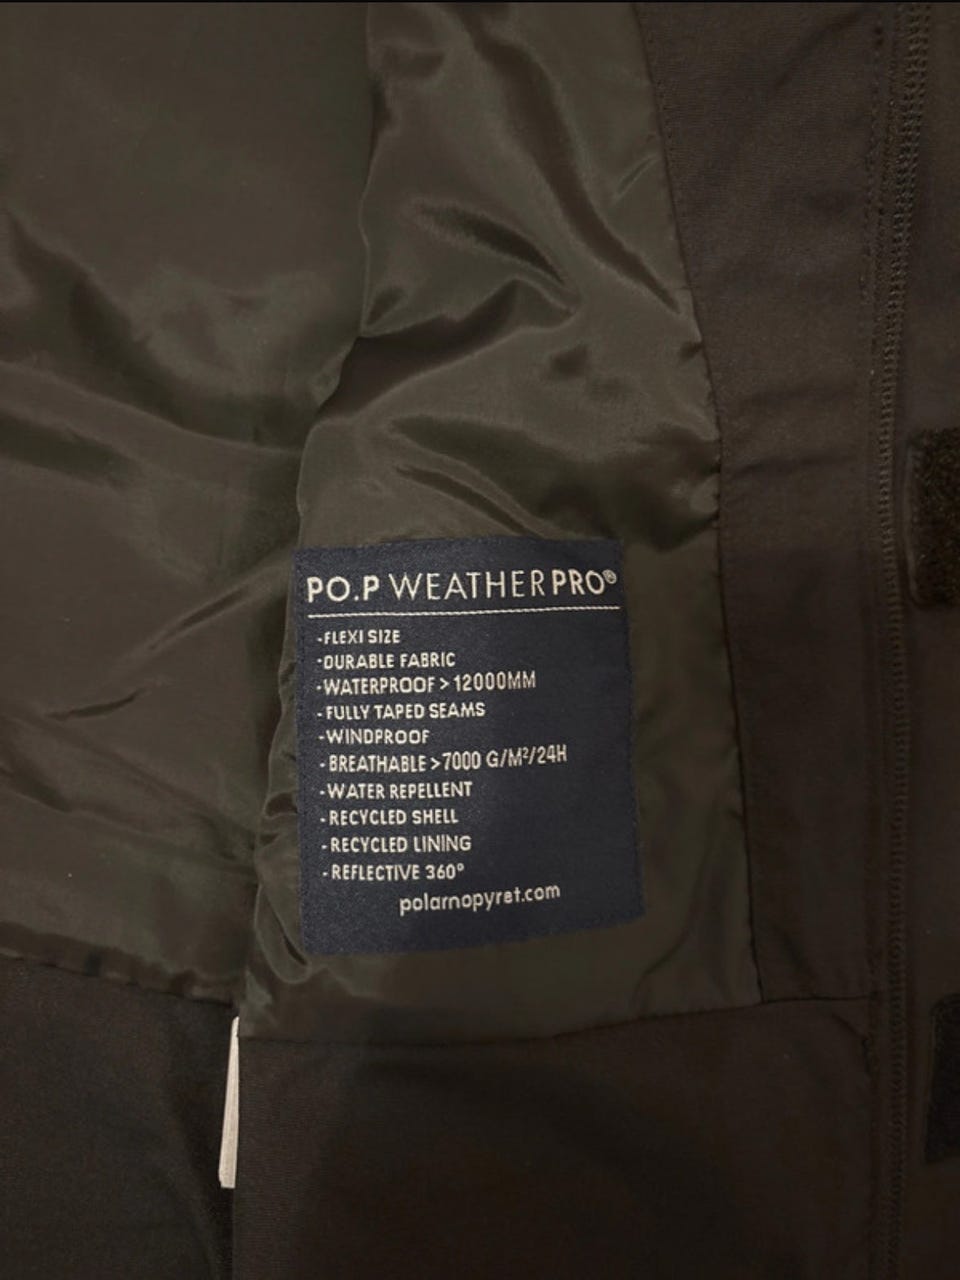 PO.P WEATHERPRO®
-FLEXI SIZE
-DURABLE FABRIC
-WATERPROOF > 12000MM
-FULLY TAPED SEAMS
-WINDPROOF
-BREATHABLE >7000 G/M²/24H
-WATER REPELLENT
-RECYCLED SHELL
-RECYCLED LINING
-REFLECTIVE 360°
polarnopyret.com